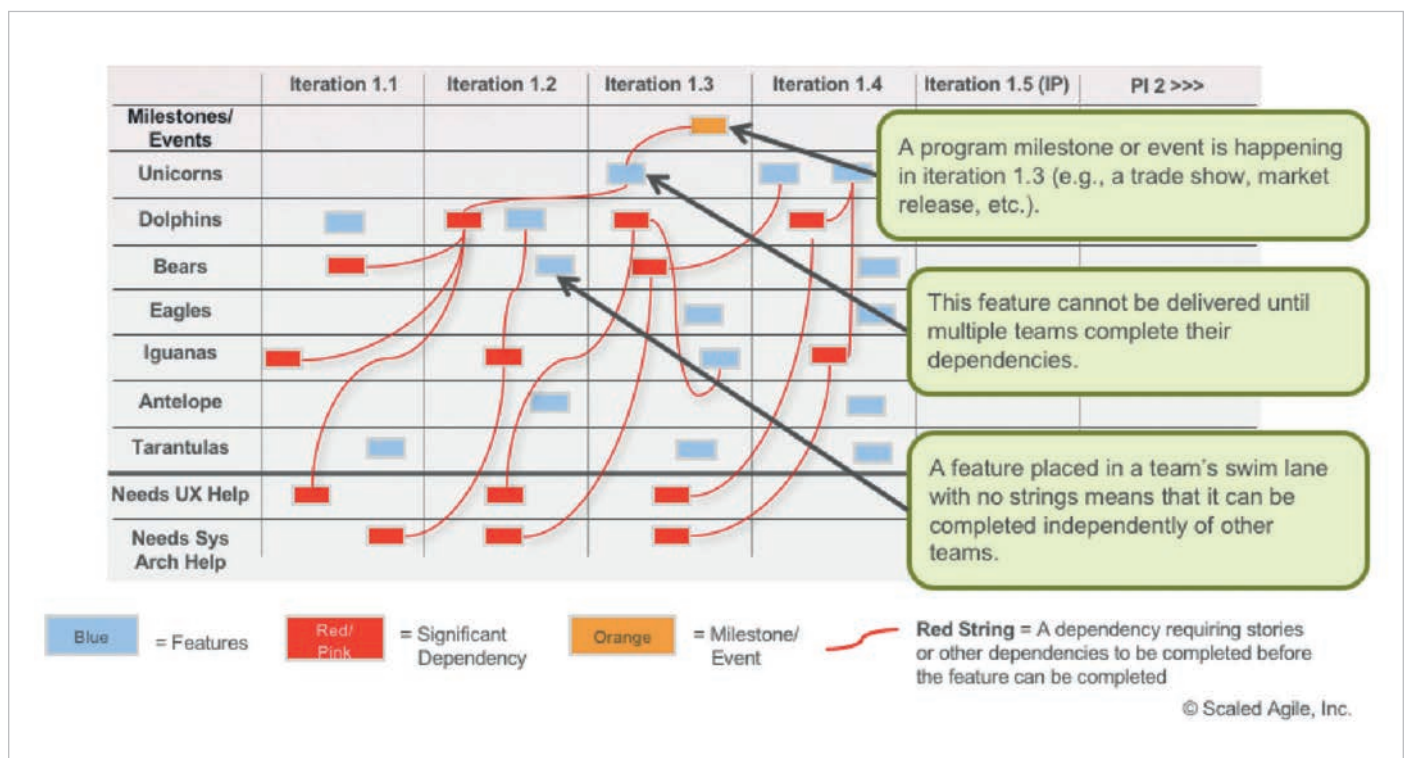 Iteration 1.1 Iteration 1.2 Iteration 1.3 Iteration 1.4 Iteration 1.5 (IP) PI 2 >>>
Milestones/
Events
Unicorns
Dolphins
Bears
Eagles
Iguanas
Antelope
Tarantulas
Needs UX Help
Needs Sys
Arch Help
A program milestone or event is happening
in iteration 1.3 (e.g., a trade show, market
release, etc.).
This feature cannot be delivered until
multiple teams complete their
dependencies.
A feature placed in a team's swim lane
with no strings means that it can be
completed independently of other
teams.
Blue = Features
Red/
Pink
= Significant
Dependency
Orange
= Milestone/
Event
Red String = A dependency requiring stories
or other dependencies to be completed before
the feature can be completed
© Scaled Agile, Inc.